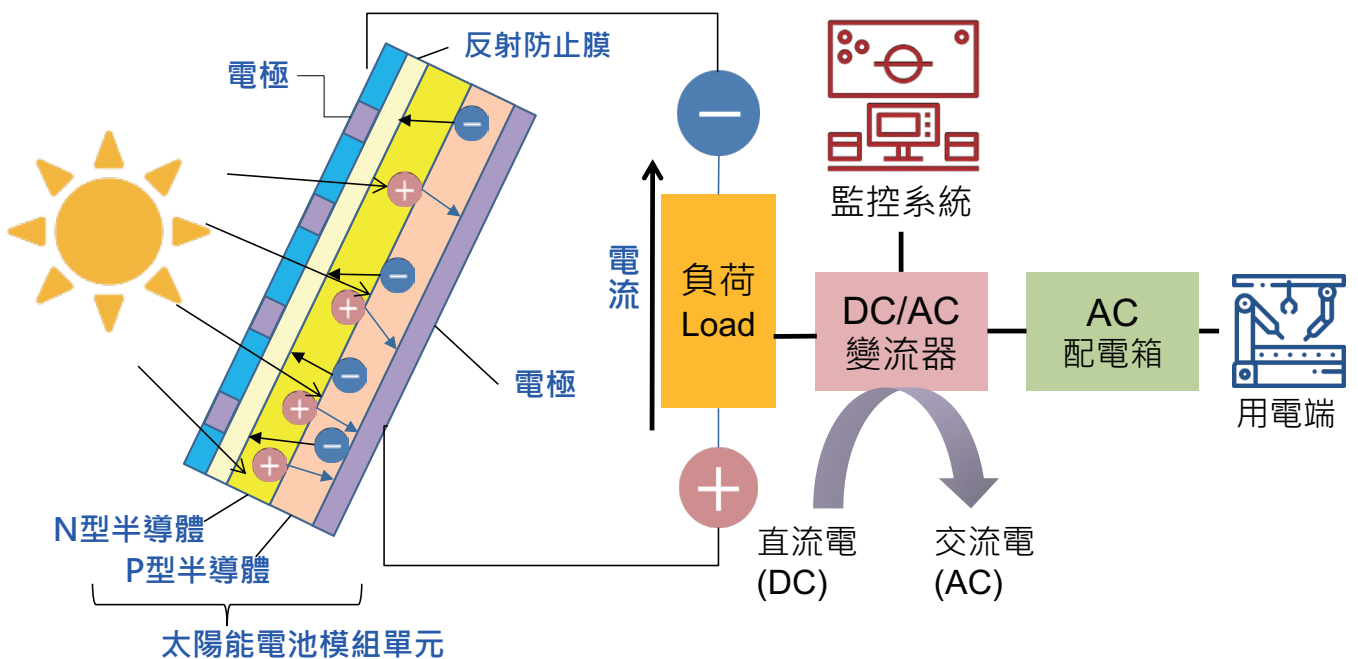 反射防止膜
電極
監控系統
電流
負荷
Load
DC/AC
變流器
AC
配電箱
電極
用電端
N型半導體
P型半導體
太陽能電池模組單元
直流電
(DC)
交流電
(AC)